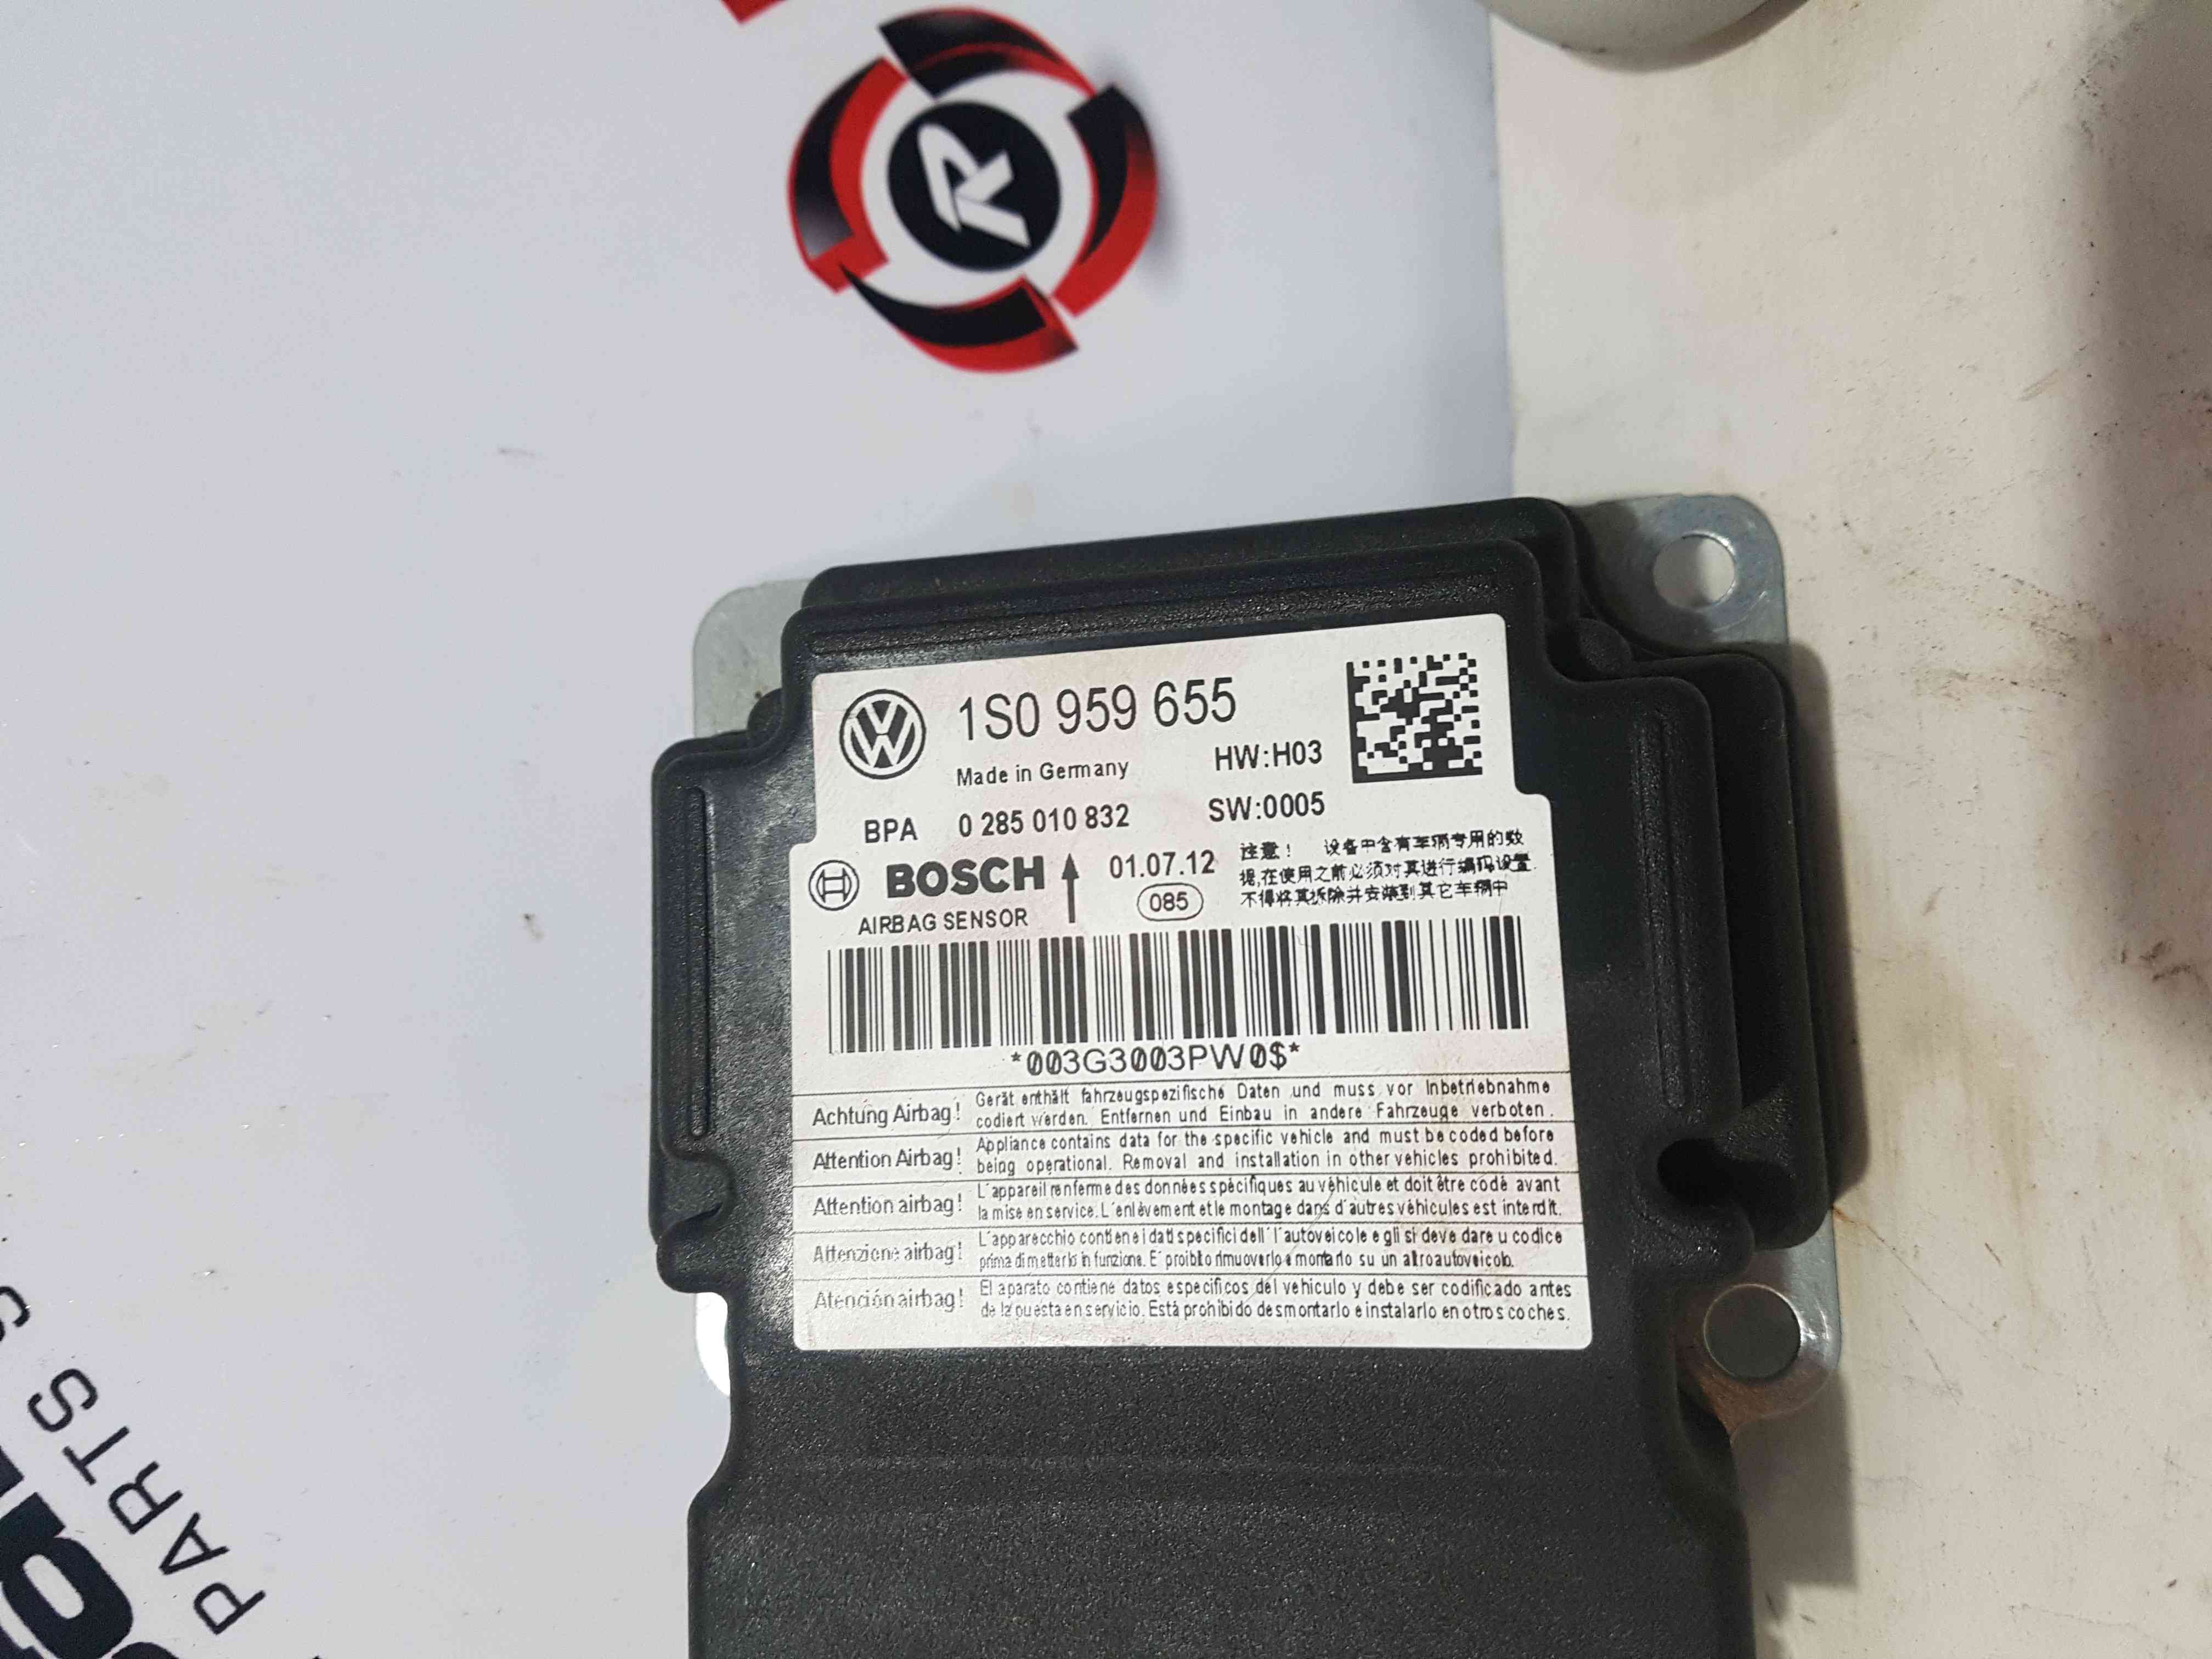 R
1S0 959 655
Made in Germany
HW:H03
BPA 0 285 010 832
SW:0005
BOSCH
01.07.12
085
AIRBAG SENSOR
注意! 设备中含有车辆专用的数
据,在使用之前必须对其进行编码设置.
不得将其拆除并安装到其它车辆中
*003G3003PW0$*
Achtung Airbag! Gerät enthält fahrzeugspezifische Daten und muss vor Inbetriebnahme
codiert werden. Entfernen und Einbau in andere Fahrzeuge verboten.
Attention Airbag! Appliance contains data for the specific vehicle and must be coded before
being operational. Removal and installation in other vehicles prohibited.
Attention airbag! L'appareil renferme des données spécifiques au véhicule et doit être codé avant
la mise en service. L'enlèvement et le montage dans d'autres véhicules est interdit.
Attenzione airbag! L'apparecchio contiene i dati specifici dell'l'autoveicolo e gli si deve dare u codice
prima di metterlo in funzione. E' proibito rimuoverlo e montarlo su un altro autoveicolo.
Atención airbag! El aparato contiene datos especificos del vehiculo y debe ser codificado antes
de la puesta en servicio. Está prohibido desmontarlo e instalarlo en otros coches.
PARTS S